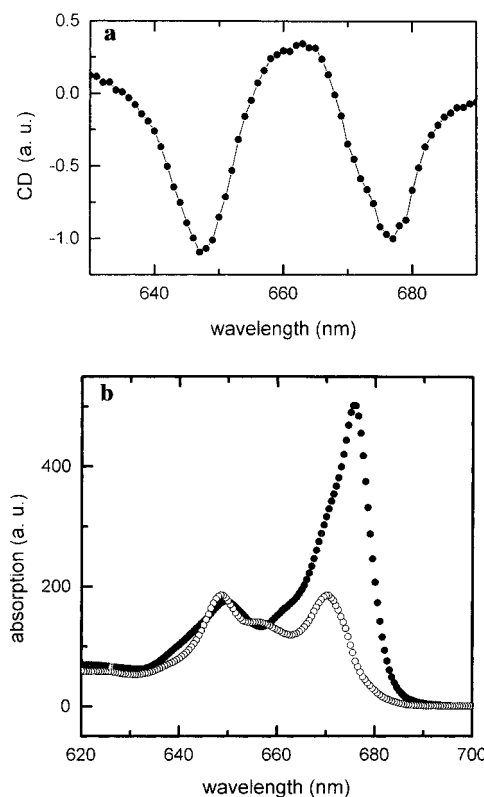 a
0.5
0.0
-0.5
-1.0
CD (a. u.)
640 660 680
wavelength (nm)
b
400
200
0
absorption (a. u.)
620 640 660 680 700
wavelength (nm)